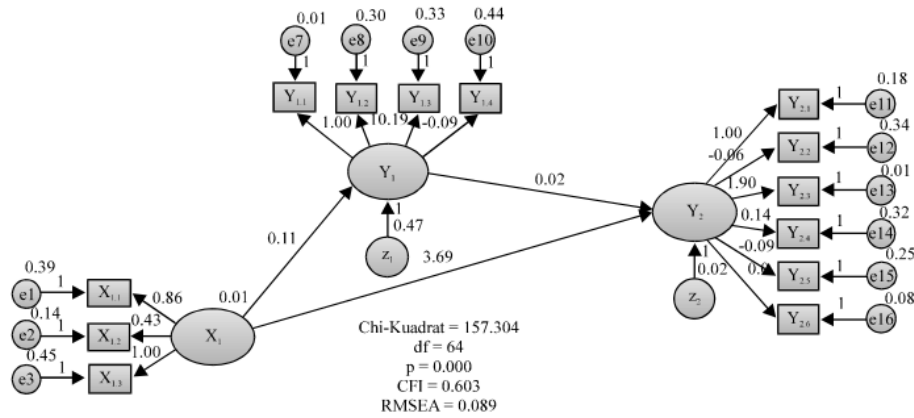 0.01 0.30 0.33 0.44
e7 e8 e9 e10
1 1 1 1
Y1.1 Y1.2 Y1.3 Y1.4
1.00 0.19 -0.09
Y1
1
0.47
z1
0.11
0.02
3.69
0.18
Y2.1 1 e11
1.00
0.34
Y2.2 1 e12
-0.06
0.01
Y2.3 1 e13
1.90
0.32
Y2.4 1 e14
0.14
0.25
Y2.5 1 e15
-0.09
0.08
Y2.6 1 e16
Y2
1
0.02
z2
0.39
e1 1 X1.1
0.86
0.14
e2 1 X1.2
0.43
0.45
e3 1 X1.3
1.00
0.01
X1
Chi-Kuadrat = 157.304
df = 64
p = 0.000
CFI = 0.603
RMSEA = 0.089